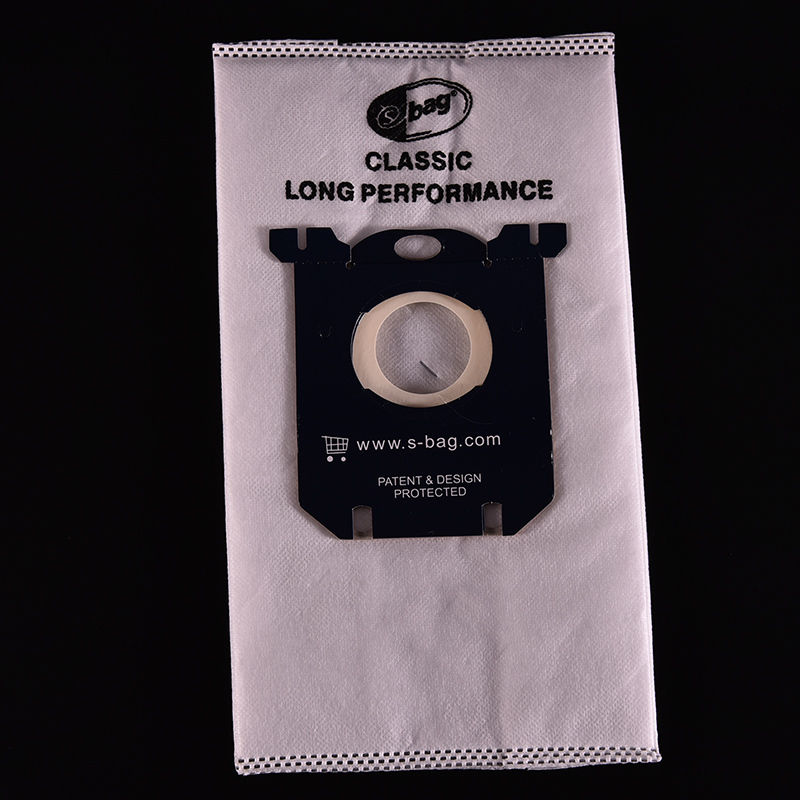 s-bag®
CLASSIC
LONG PERFORMANCE
www.s-bag.com
PATENT & DESIGN
PROTECTED